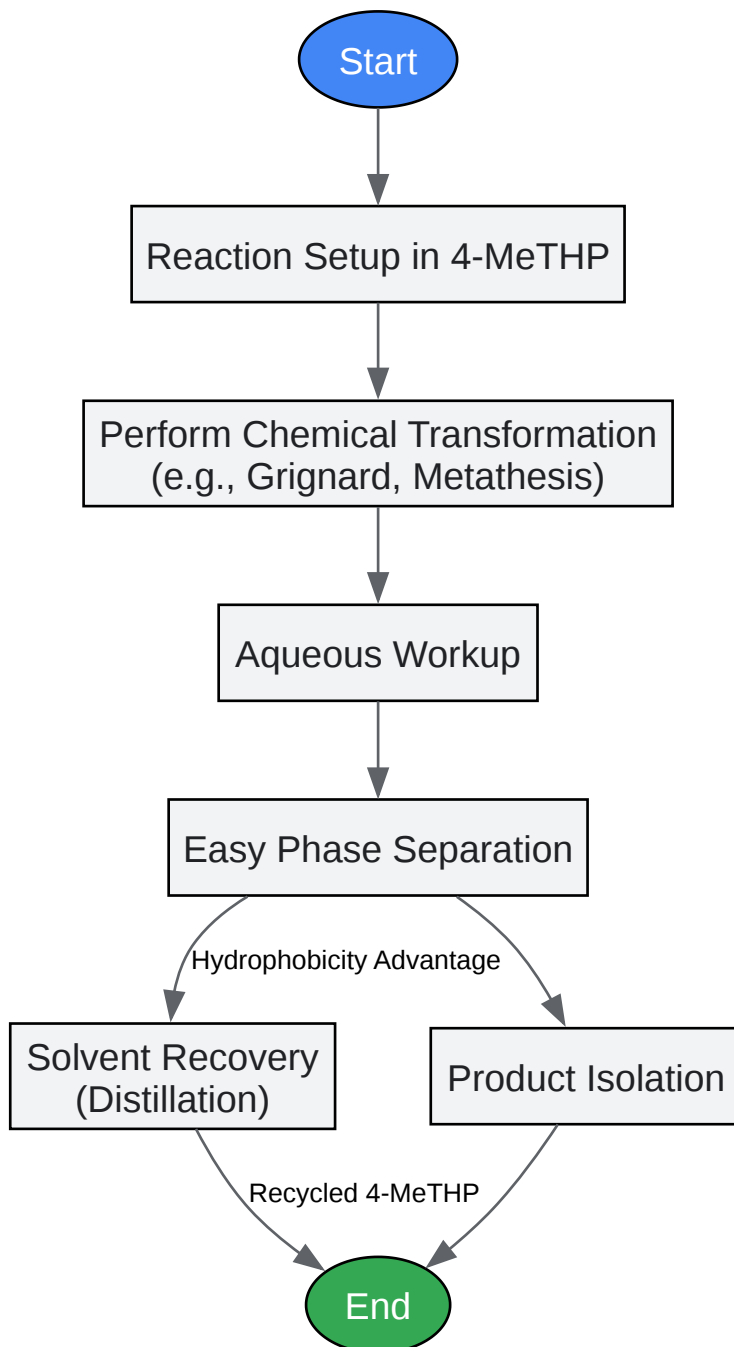 Start
Reaction Setup in 4-MeTHP
Perform Chemical Transformation
(e.g., Grignard, Metathesis)
Aqueous Workup
Easy Phase Separation
Hydrophobicity Advantage
Solvent Recovery
(Distillation)
Product Isolation
Recycled 4-MeTHP
End